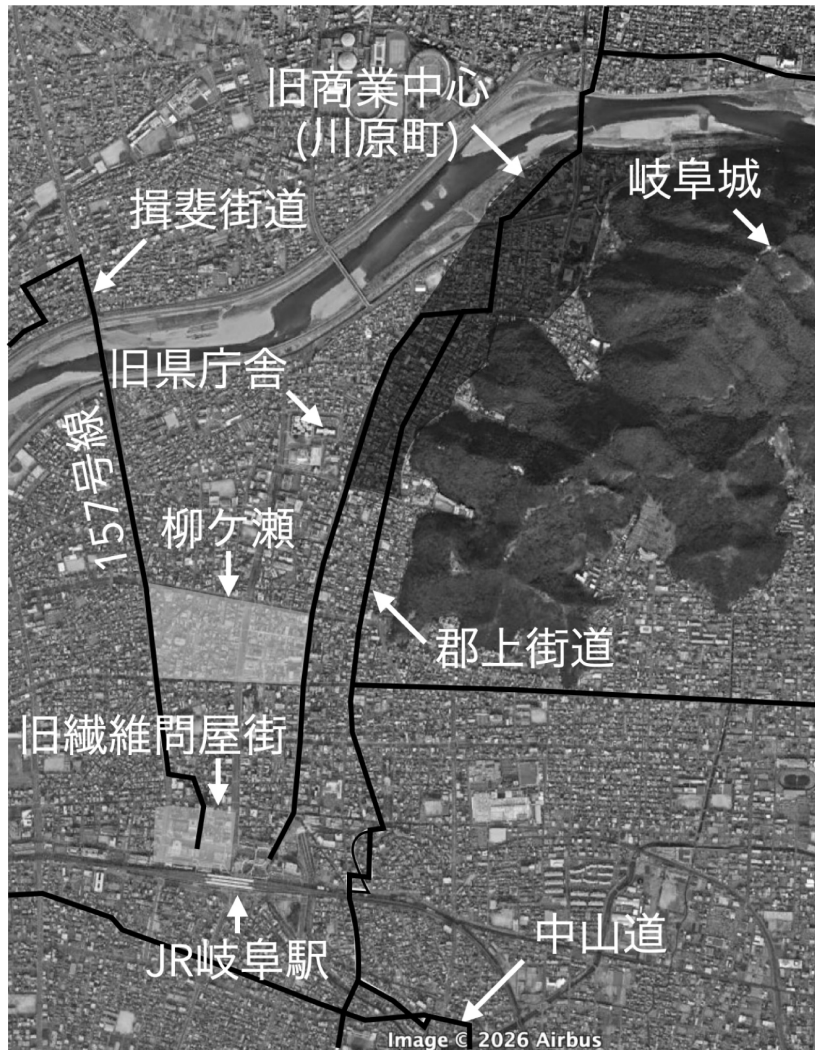 旧商業中心
(川原町)
岐阜城
揖斐街道
旧県庁舎
157号線
柳ケ瀬
郡上街道
旧繊維問屋街
中山道
JR岐阜駅
Image © 2026 Airbus